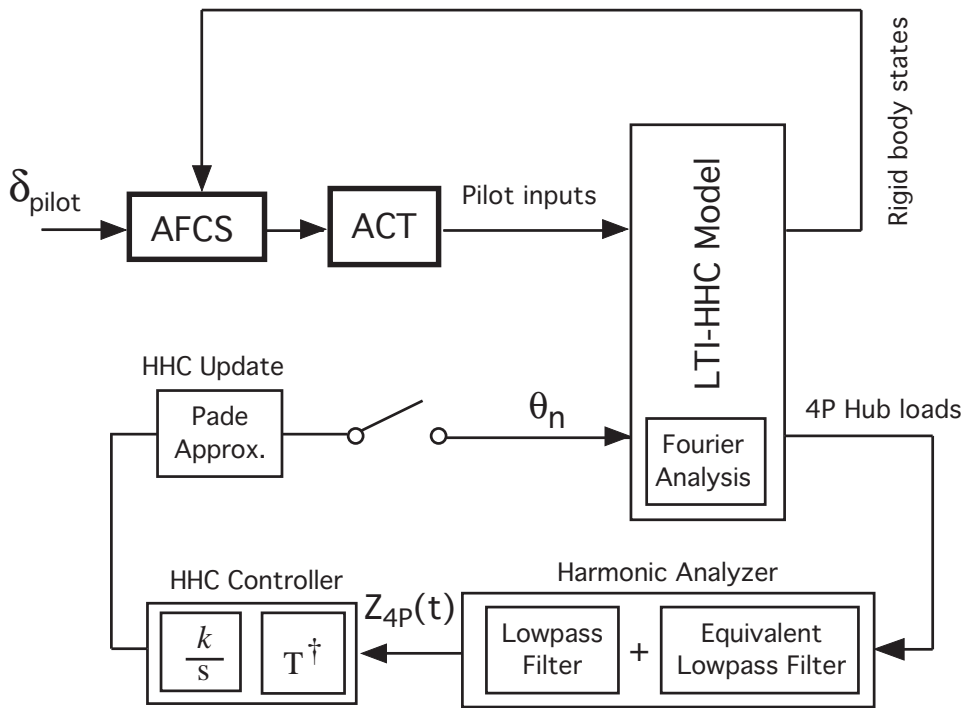 Rigid body states
δpilot
AFCS
ACT
Pilot inputs
LTI-HHC Model
HHC Update
Pade
Approx.
θn
4P Hub loads
Fourier
Analysis
HHC Controller
k
s
T†
Z4P(t)
Harmonic Analyzer
Lowpass
Filter
+
Equivalent
Lowpass Filter